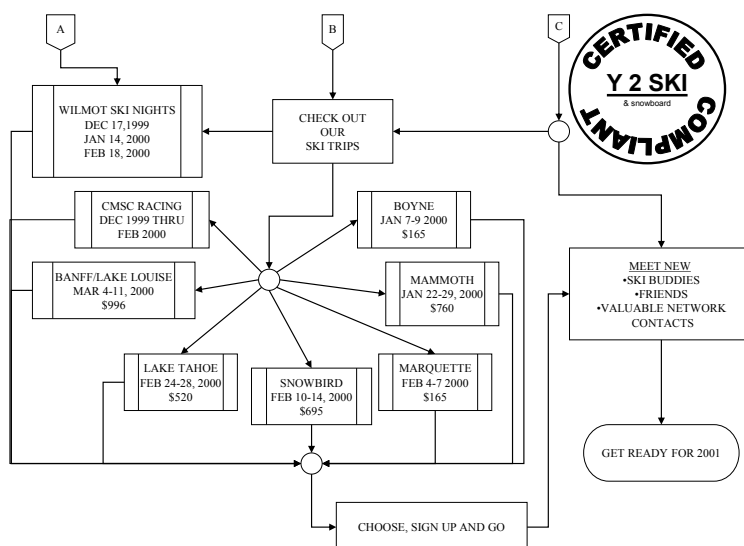 A
B
C
CERTIFIED
Y 2 SKI
& snowboard
COMPLIANT
WILMOT SKI NIGHTS
DEC 17,1999
JAN 14, 2000
FEB 18, 2000
CHECK OUT
OUR
SKI TRIPS
CMSC RACING
DEC 1999 THRU
FEB 2000
BOYNE
JAN 7-9 2000
$165
BANFF/LAKE LOUISE
MAR 4-11, 2000
$996
MAMMOTH
JAN 22-29, 2000
$760
MEET NEW
•SKI BUDDIES
•FRIENDS
•VALUABLE NETWORK
CONTACTS
LAKE TAHOE
FEB 24-28, 2000
$520
SNOWBIRD
FEB 10-14, 2000
$695
MARQUETTE
FEB 4-7 2000
$165
GET READY FOR 2001
CHOOSE, SIGN UP AND GO